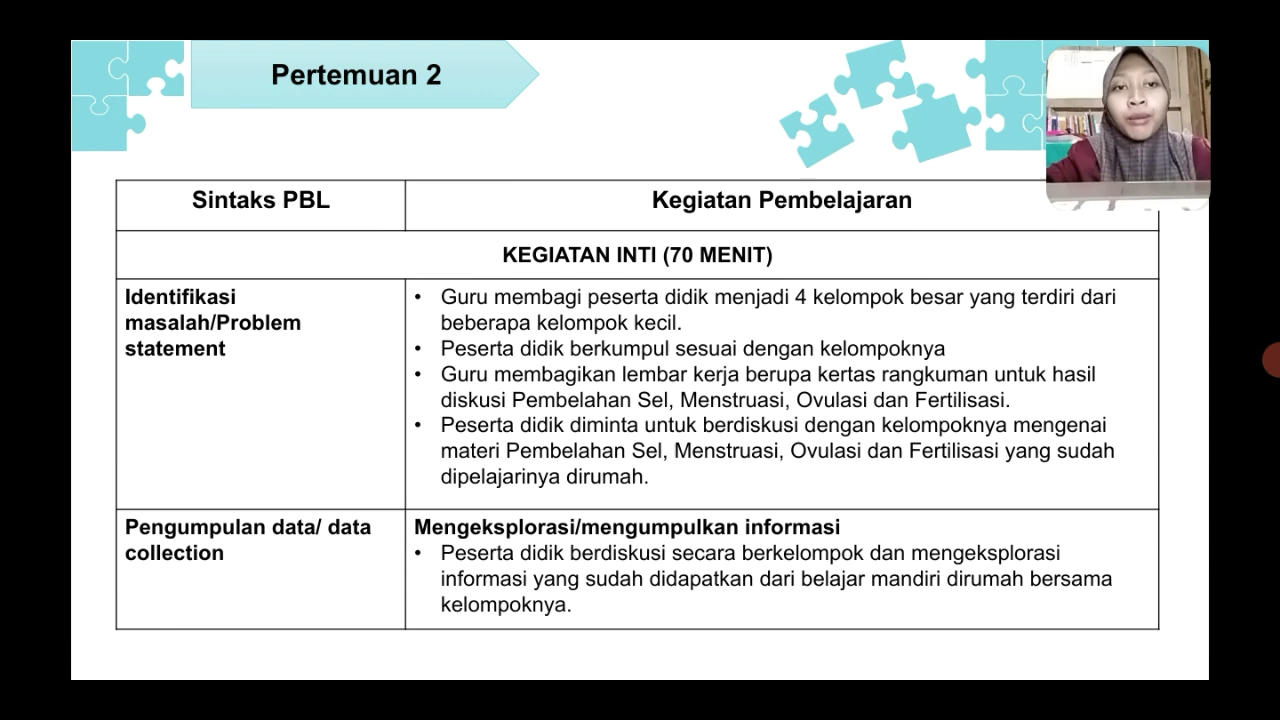 Pertemuan 2
Sintaks PBL
Kegiatan Pembelajaran
KEGIATAN INTI (70 MENIT)
Identifikasi
masalah/Problem
statement
• Guru membagi peserta didik menjadi 4 kelompok besar yang terdiri dari
beberapa kelompok kecil.
• Peserta didik berkumpul sesuai dengan kelompoknya
• Guru membagikan lembar kerja berupa kertas rangkuman untuk hasil
diskusi Pembelahan Sel, Menstruasi, Ovulasi dan Fertilisasi.
• Peserta didik diminta untuk berdiskusi dengan kelompoknya mengenai
materi Pembelahan Sel, Menstruasi, Ovulasi dan Fertilisasi yang sudah
dipelajarinya dirumah.
Pengumpulan data/ data
collection
Mengeksplorasi/mengumpulkan informasi
• Peserta didik berdiskusi secara berkelompok dan mengeksplorasi
informasi yang sudah didapatkan dari belajar mandiri dirumah bersama
kelompoknya.